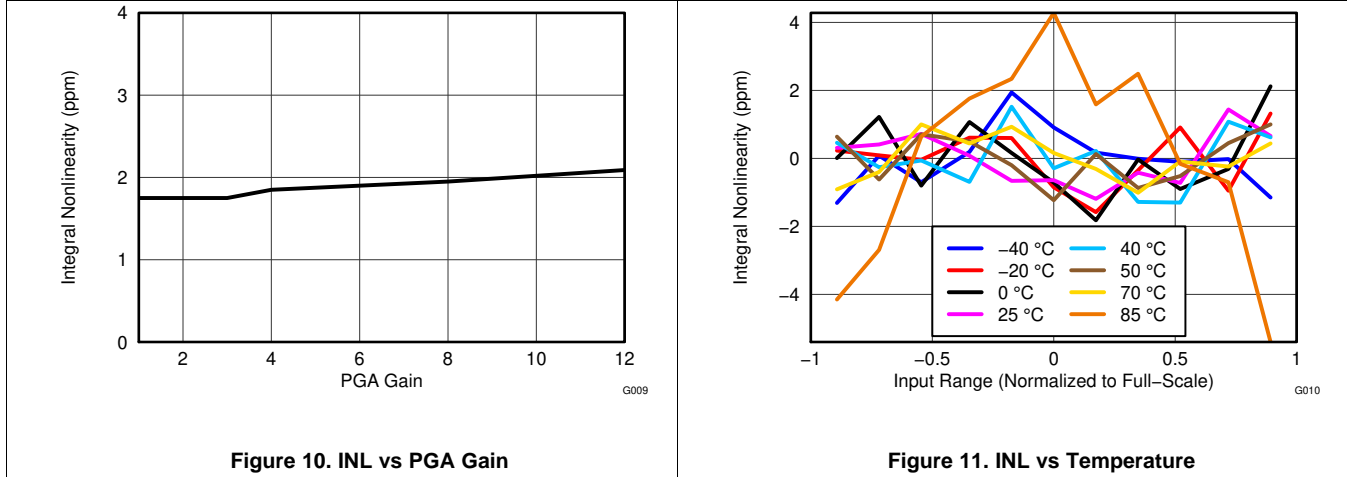 4
3
2
1
0
Integral Nonlinearity (ppm)
2
4
6
8
10
12
PGA Gain
G009
Figure 10. INL vs PGA Gain
4
2
0
−2
−4
Integral Nonlinearity (ppm)
−40 °C
−20 °C
0 °C
25 °C
40 °C
50 °C
70 °C
85 °C
−1
−0.5
0
0.5
1
Input Range (Normalized to Full−Scale)
G010
Figure 11. INL vs Temperature